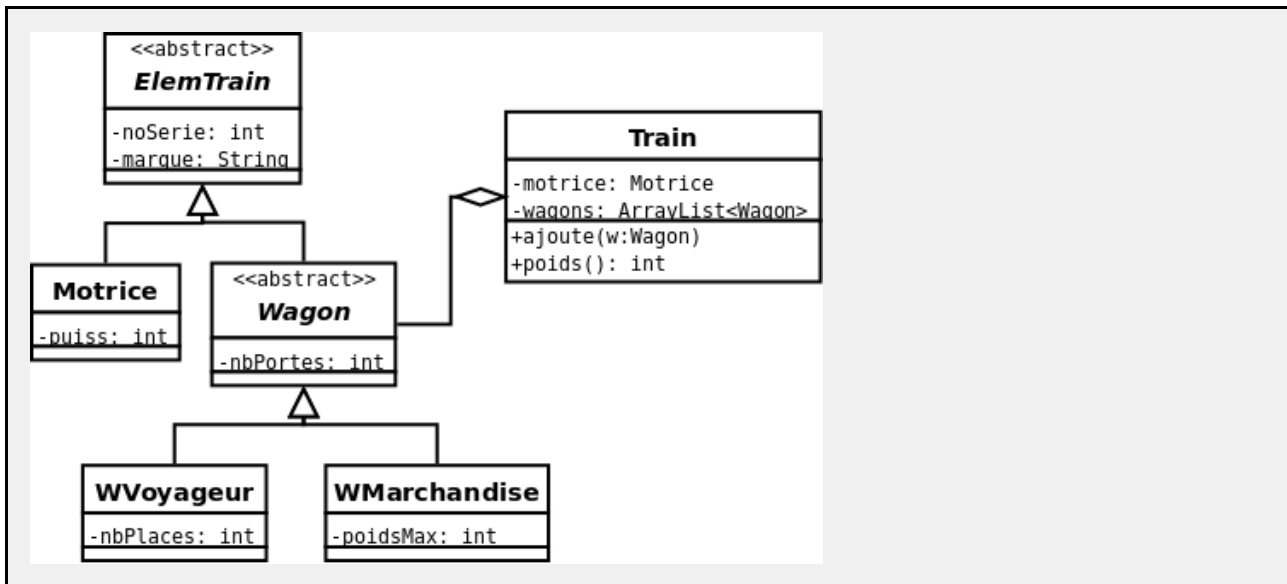 <<abstract>>
ElemTrain
-noSerie: int
-marque: String
Train
-motrice: Motrice
-wagons: ArrayList<Wagon>
+ajoute(w:Wagon)
+poids(): int
Motrice
-puiss: int
<<abstract>>
Wagon
-nbPortes: int
WVoyageur
-nbPlaces: int
WMarchandise
-poidsMax: int